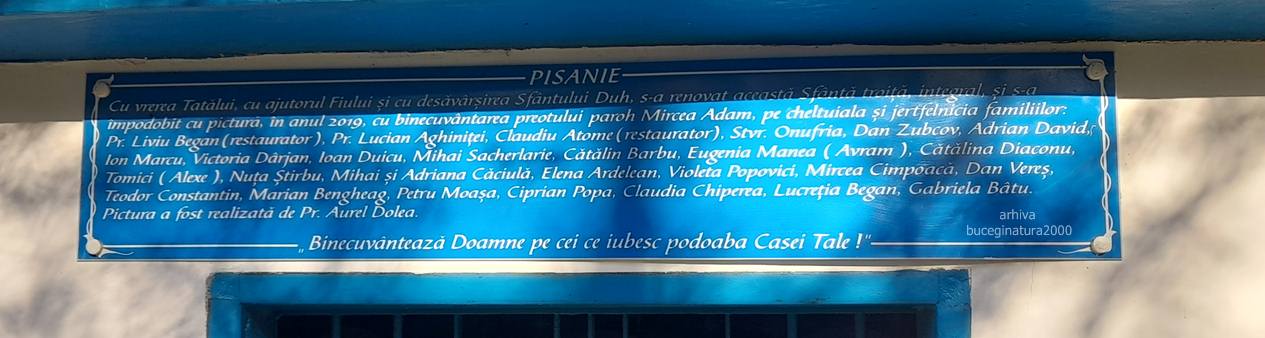 PISANIE
Cu vrerea Tatălui, cu ajutorul Fiului și cu desăvârșirea Sfântului Duh, s-a renovat această Sfântă troiță, integral, și s-a
împodobit cu pictură, în anul 2019, cu binecuvântarea preotului paroh Mircea Adam, pe cheltuiala și jertfelnicia familiilor:
Pr. Liviu Began (restaurator), Pr. Lucian Aghiniței, Claudiu Atome (restaurator), Stvr. Onufria, Dan Zubcov, Adrian David,
Ion Marcu, Victoria Dârjan, Ioan Duicu, Mihai Sacherlarie, Cătălin Barbu, Eugenia Manea ( Avram ), Cătălina Diaconu,
Tomici ( Alexe ), Nuța Știrbu, Mihai și Adriana Căciulă, Elena Ardelean, Violeta Popovici, Mircea Cimpoacă, Dan Vereș,
Teodor Constantin, Marian Bengheag, Petru Moașa, Ciprian Popa, Claudia Chiperea, Lucreția Began, Gabriela Bâtu.
Pictura a fost realizată de Pr. Aurel Dolea.
„Binecuvântează Doamne pe cei ce iubesc podoaba Casei Tale !"
arhiva
buceginatura2000